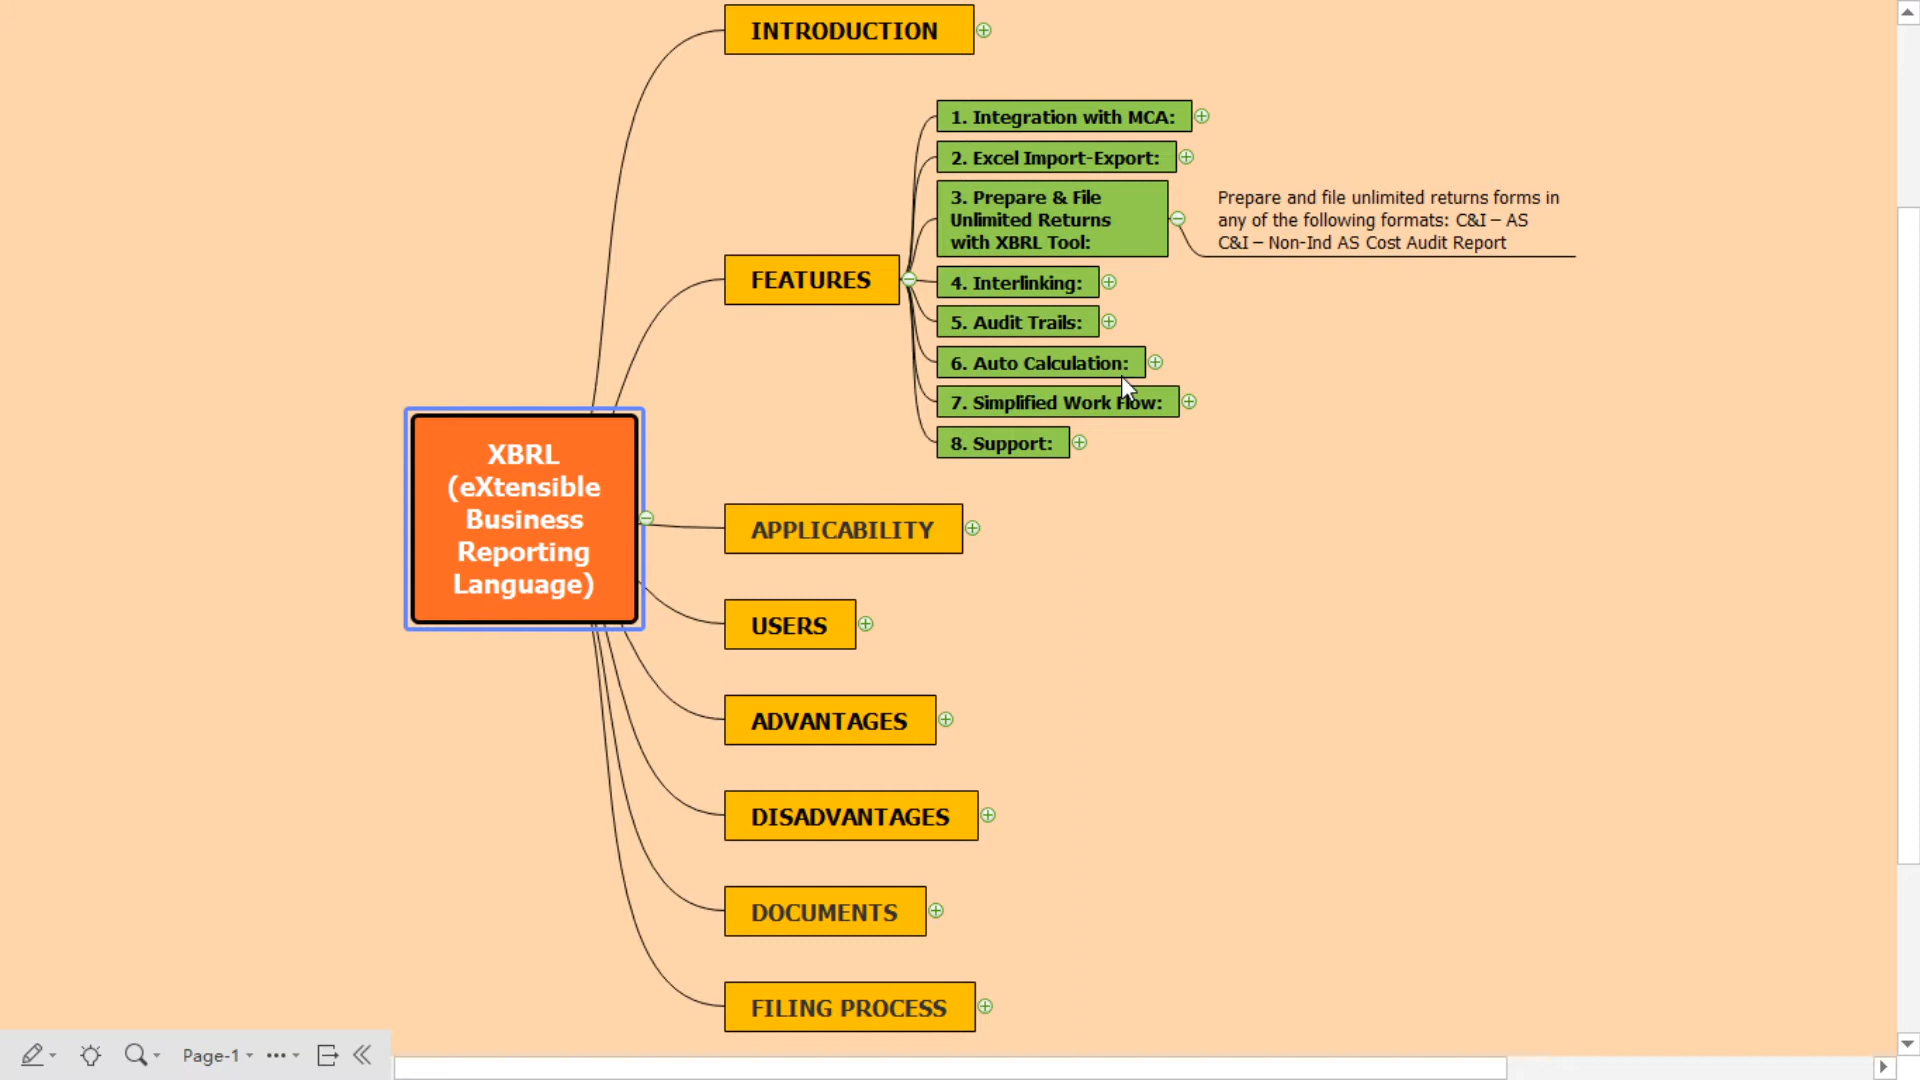 INTRODUCTION
1. Integration with MCA:
2. Excel Import-Export:
3. Prepare & File
Unlimited Returns
with XBRL Tool:
Prepare and file unlimited returns forms in
any of the following formats: C&I – AS
C&I – Non-Ind AS Cost Audit Report
FEATURES
4. Interlinking:
5. Audit Trails:
6. Auto Calculation:
7. Simplified Work Flow:
8. Support:
XBRL
(eXtensible
Business
Reporting
Language)
APPLICABILITY
USERS
ADVANTAGES
DISADVANTAGES
DOCUMENTS
FILING PROCESS
Page-1